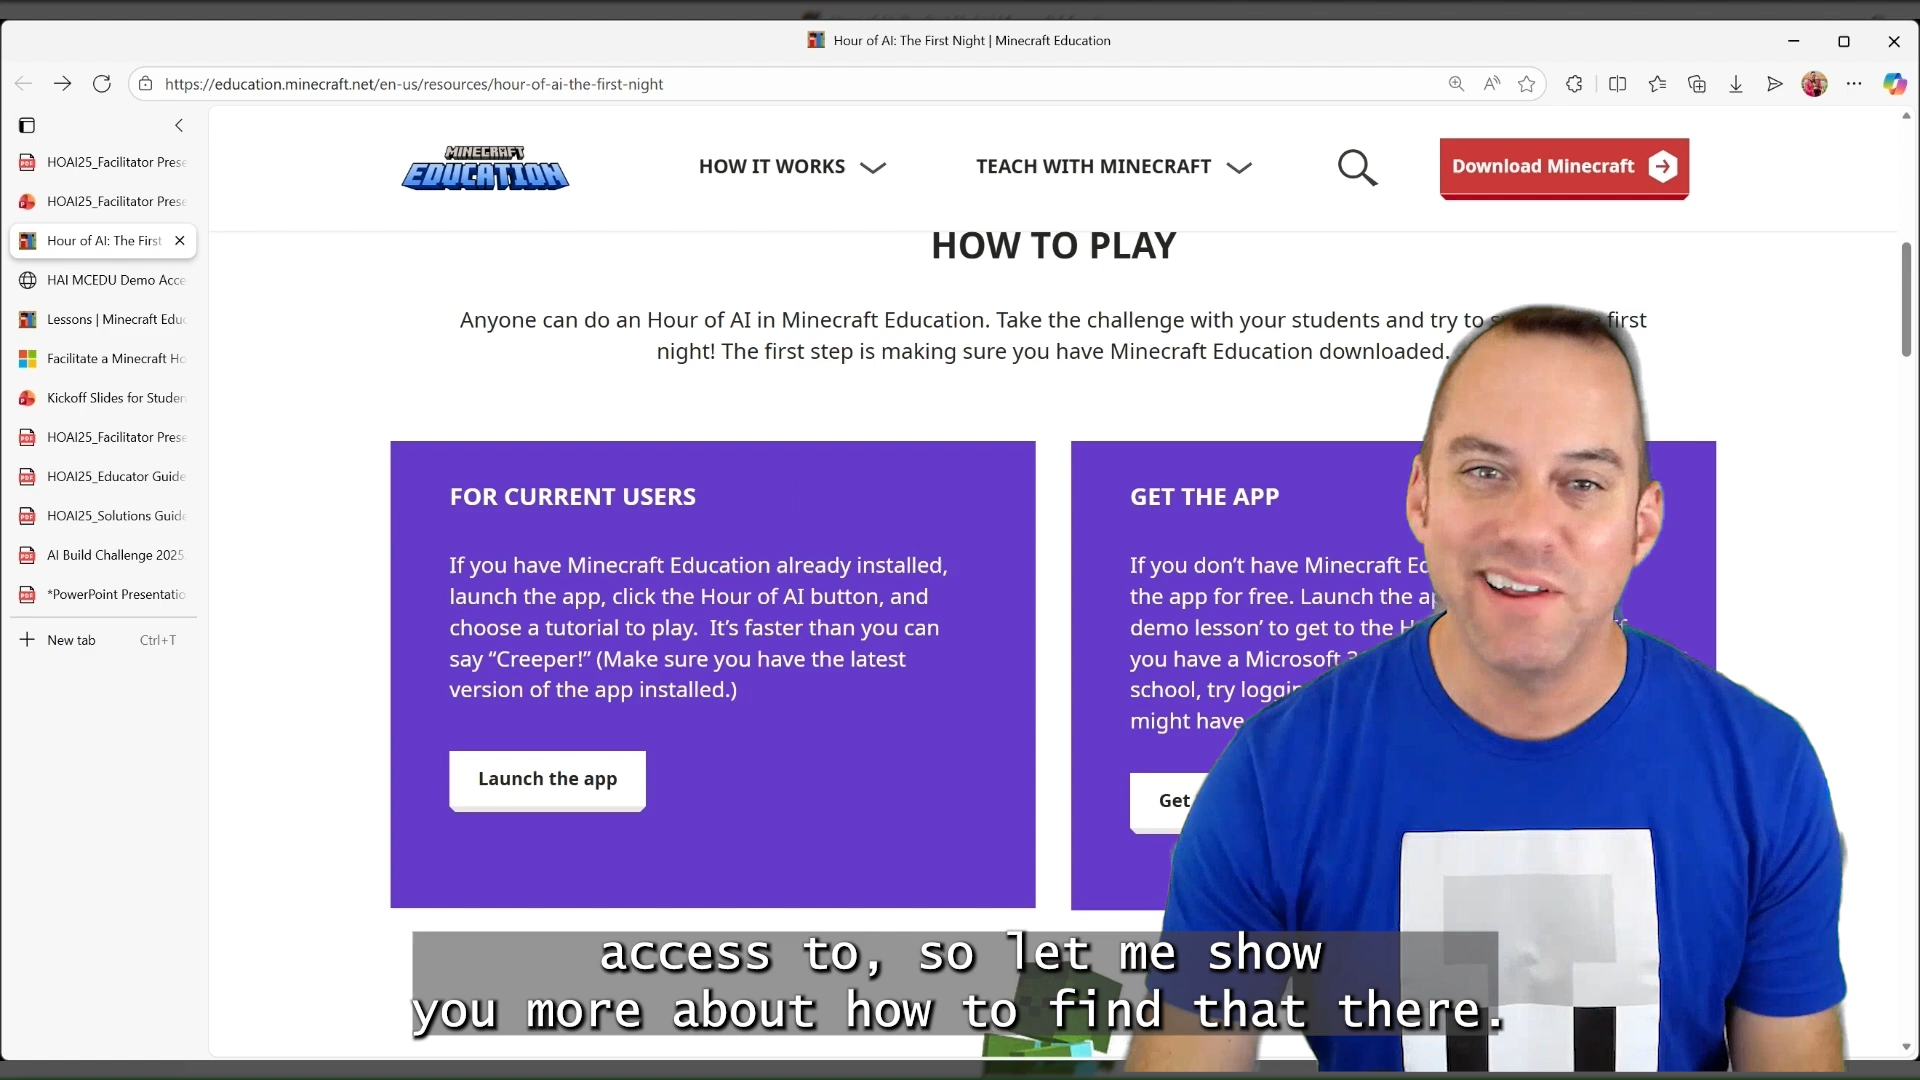 Hour of AI: The First Night | Minecraft Education
https://education.minecraft.net/en-us/resources/hour-of-ai-the-first-night
HOAI25_Facilitator Prese
HOAI25_Facilitator Prese
Hour of AI: The First
HAI MCEDU Demo Acce
Lessons | Minecraft Educ
Facilitate a Minecraft Ho
Kickoff Slides for Studen
HOAI25_Facilitator Prese
HOAI25_Educator Guide
HOAI25_Solutions Guide
AI Build Challenge 2025
*PowerPoint Presentatio
New tab Ctrl+T
MINECRAFT
EDUCATION
HOW IT WORKS
TEACH WITH MINECRAFT
Download Minecraft
HOW TO PLAY
Anyone can do an Hour of AI in Minecraft Education. Take the challenge with your students and try to first
night! The first step is making sure you have Minecraft Education downloaded.
FOR CURRENT USERS
If you have Minecraft Education already installed,
launch the app, click the Hour of AI button, and
choose a tutorial to play. It’s faster than you can
say “Creeper!” (Make sure you have the latest
version of the app installed.)
Launch the app
GET THE APP
If you don’t have Minecraft
the app for free. Launch the
demo lesson’ to get to the
you have a Microsoft
school, try
might have
Get
access to, so let me show
you more about how to find that there.